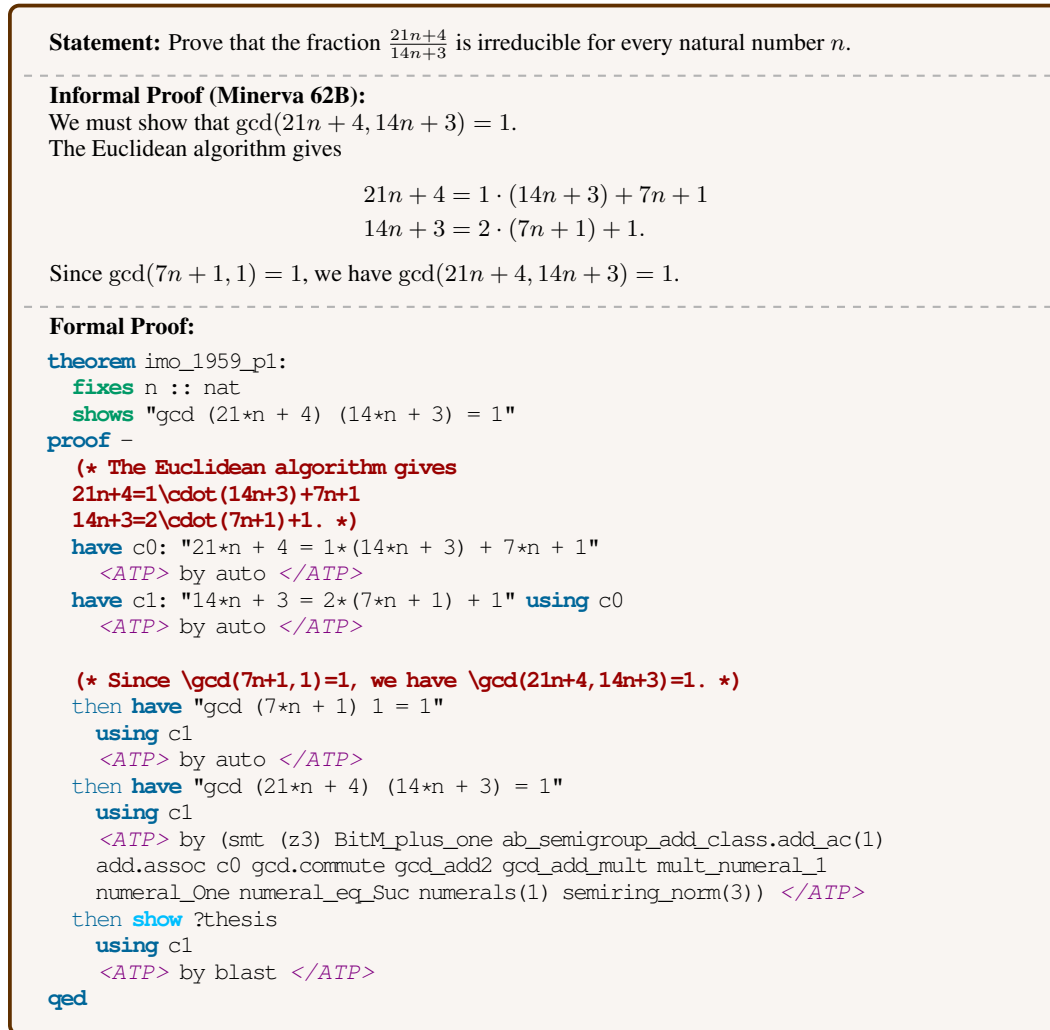 Statement: Prove that the fraction \frac{21n+4}{14n+3} is irreducible for every natural number n.
Informal Proof (Minerva 62B):
We must show that gcd(21n + 4, 14n + 3) = 1.
The Euclidean algorithm gives
21n + 4 = 1 · (14n + 3) + 7n + 1
14n + 3 = 2 · (7n + 1) + 1.
Since gcd(7n + 1, 1) = 1, we have gcd(21n + 4, 14n + 3) = 1.
Formal Proof:
theorem imo_1959_p1:
fixes n :: nat
shows "gcd (21*n + 4) (14*n + 3) = 1"
proof -
(* The Euclidean algorithm gives
21n+4=1\cdot(14n+3)+7n+1
14n+3=2\cdot(7n+1)+1. *)
have c0: "21*n + 4 = 1*(14*n + 3) + 7*n + 1"
<ATP> by auto </ATP>
have c1: "14*n + 3 = 2*(7*n + 1) + 1" using c0
<ATP> by auto </ATP>
(* Since \gcd(7n+1,1)=1, we have \gcd(21n+4,14n+3)=1. *)
then have "gcd (7*n + 1) 1 = 1"
using c1
<ATP> by auto </ATP>
then have "gcd (21*n + 4) (14*n + 3) = 1"
using c1
<ATP> by (smt (z3) BitM_plus_one ab_semigroup_add_class.add_ac(1)
add.assoc c0 gcd.commute gcd_add2 gcd_add_mult mult_numeral_1
numeral_One numeral_eq_Suc numerals(1) semiring_norm(3)) </ATP>
then show ?thesis
using c1
<ATP> by blast </ATP>
qed